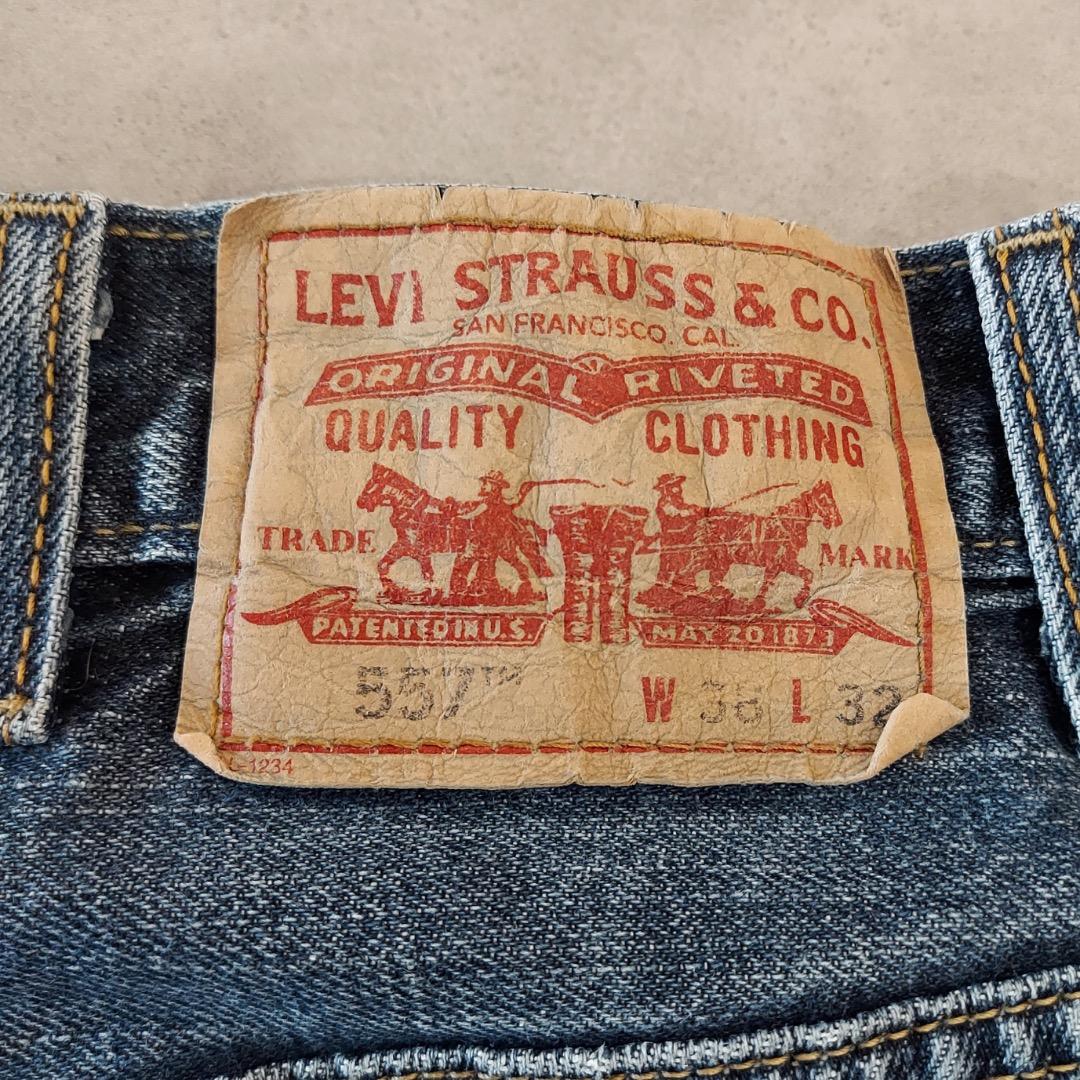 LEVI STRAUSS & CO.
SAN FRANCISCO, CAL.
ORIGINAL RIVETED
QUALITY CLOTHING
TRADE MARK
PATENTED IN U.S. MAY 20 1873
557™ W 38 L 32
L-1234